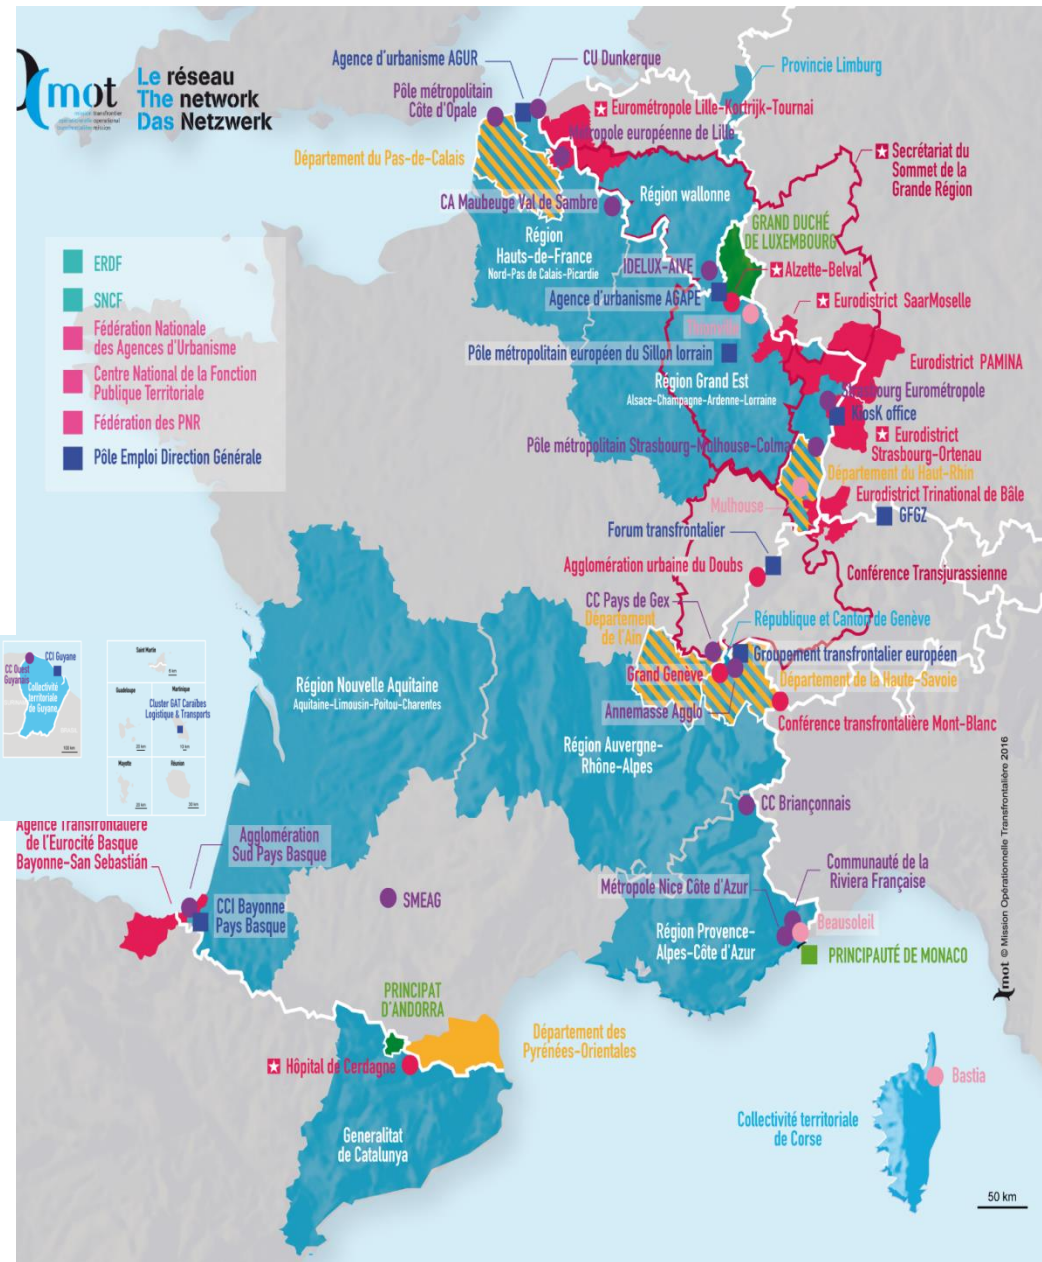 mot
Le réseau
The network
Das Netzwerk
Agence d'urbanisme AGUR
CU Dunkerque
Pôle métropolitain
Côte d'Opale
Provincie Limburg
Eurométropole Lille-Kortrijk-Tournai
Métropole européenne de Lille
Département du Pas-de-Calais
Secrétariat du
Sommet de la
Grande Région
CA Maubeuge Val de Sambre
Région wallonne
Région
Hauts-de-France
Nord-Pas de Calais-Picardie
GRAND DUCHÉ
DE LUXEMBOURG
IDELUX-AIVE
Alzette-Belval
Agence d'urbanisme AGAPE
Eurodistrict SaarMoselle
Thionville
Pôle métropolitain européen du Sillon lorrain
Eurodistrict PAMINA
Région Grand Est
Alsace-Champagne-Ardenne-Lorraine
Strasbourg Eurométropole
KiosK office
Pôle métropolitain Strasbourg-Mulhouse-Colmar
Eurodistrict
Strasbourg-Ortenau
Département du Haut-Rhin
Eurodistrict Trinational de Bâle
Mulhouse
GFGZ
Forum transfrontalier
Agglomération urbaine du Doubs
Conférence Transjurassienne
CC Pays de Gex
République et Canton de Genève
Département
de l'Ain
Groupement transfrontalier européen
Grand Genève
Département de la Haute-Savoie
Annemasse Agglo
Conférence transfrontalière Mont-Blanc
ERDF
SNCF
Fédération Nationale
des Agences d'Urbanisme
Centre National de la Fonction
Publique Territoriale
Fédération des PNR
Pôle Emploi Direction Générale
CC Ouest
Guyanais
CCI Guyane
Collectivité
territoriale
de Guyane
100 km
Saint Martin
Guadeloupe
Martinique
Cluster GAT Caraïbes
Logistique & Transports
Mayotte
Réunion
Région Nouvelle Aquitaine
Aquitaine-Limousin-Poitou-Charentes
Région Auvergne-
Rhône-Alpes
CC Briançonnais
Agence Transfrontalière
de l'Eurocité Basque
Bayonne-San Sebastián
Agglomération
Sud Pays Basque
CCI Bayonne
Pays Basque
SMEAG
Communauté de la
Riviera Française
Métropole Nice Côte d'Azur
Beausoleil
Région Provence-
Alpes-Côte d'Azur
PRINCIPAUTÉ DE MONACO
PRINCIPAT
D'ANDORRA
Département des
Pyrénées-Orientales
Hôpital de Cerdagne
Generalitat
de Catalunya
Bastia
Collectivité territoriale
de Corse
50 km
mot © Mission Opérationnelle Transfrontalière 2016